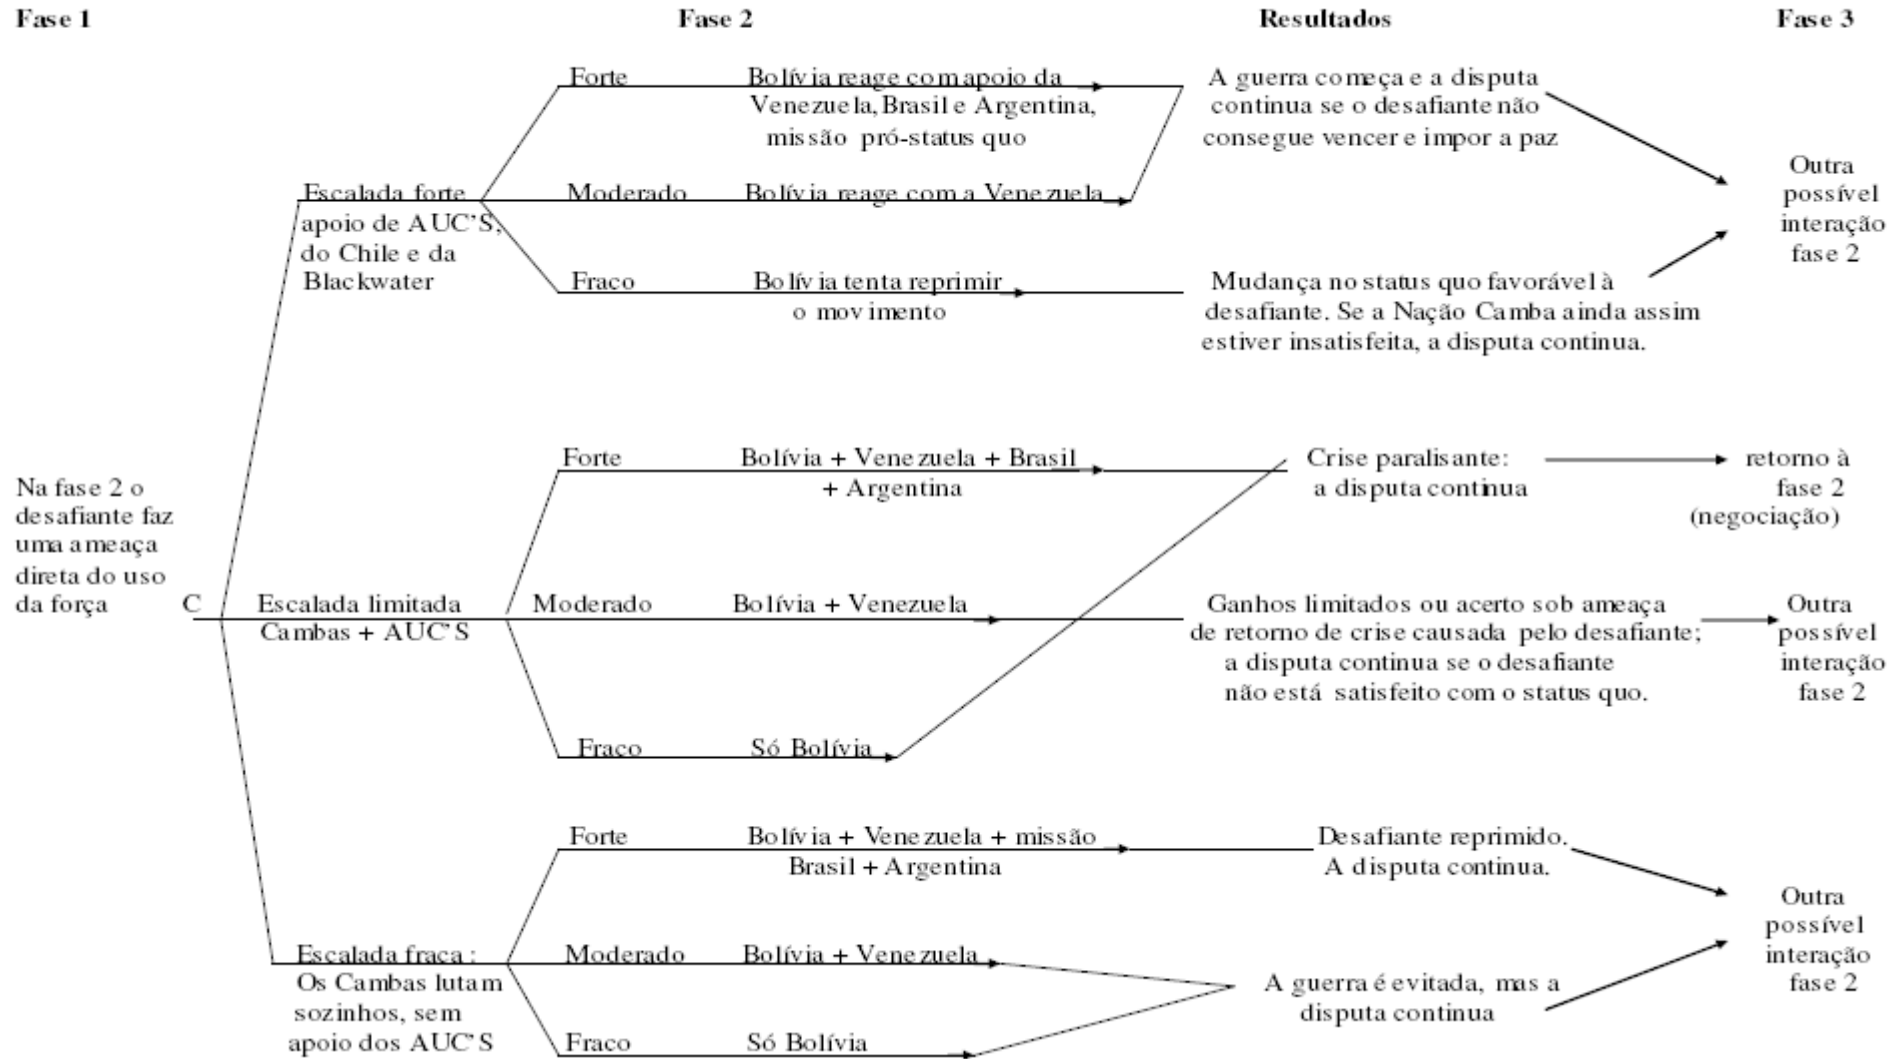 Fase 1
Fase 2
Resultados
Fase 3
Forte
Bolívia reage com apoio da
Venezuela, Brasil e Argentina,
missão pró-status quo
A guerra começa e a disputa
continua se o desafiante não
consegue vencer e impor a paz
Escalada forte
apoio de AUC'S,
do Chile e da
Blackwater
Moderado
Bolívia reage com a Venezuela
Outra
possível
interação
fase 2
Fraco
Bolívia tenta reprimir
o movimento
Mudança no status quo favorável à
desafiante. Se a Nação Camba ainda assim
estiver insatisfeita, a disputa continua.
Na fase 2 o
desafiante faz
uma ameaça
direta do uso
da força
C
Forte
Bolívia + Venezuela + Brasil
+ Argentina
Crise paralisante:
a disputa continua
retorno à
fase 2
(negociação)
Escalada limitada
Cambas + AUC'S
Moderado
Bolívia + Venezuela
Ganhos limitados ou acerto sob ameaça
de retorno de crise causada pelo desafiante;
a disputa continua se o desafiante
não está satisfeito com o status quo.
Outra
possível
interação
fase 2
Fraco
Só Bolívia
Forte
Bolívia + Venezuela + missão
Brasil + Argentina
Desafiante reprimido.
A disputa continua.
Escalada fraca :
Os Cambas lutam
sozinhos, sem
apoio dos AUC'S
Moderado
Bolívia + Venezuela
Outra
possível
interação
fase 2
Fraco
Só Bolívia
A guerra é evitada, mas a
disputa continua